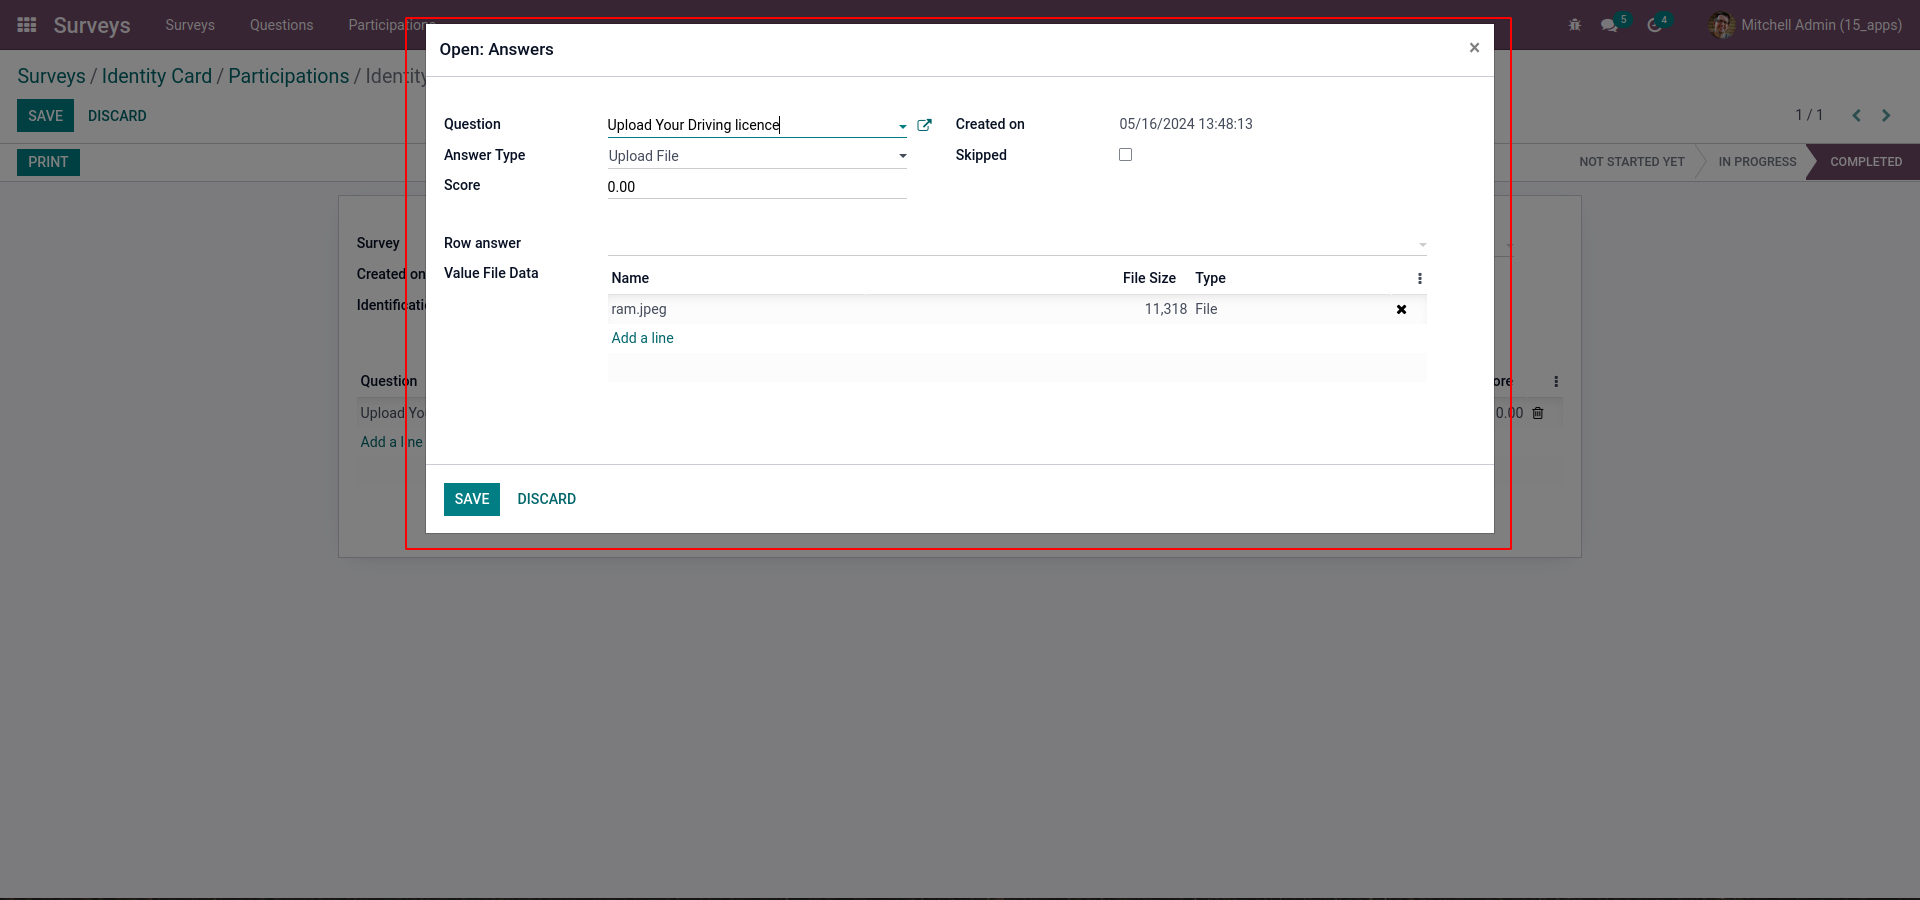 Surveys Surveys Questions Participations 5 4 Mitchell Admin (15_apps)
Open: Answers ×
Surveys / Identity Card / Participations / Identity
SAVE DISCARD
1 / 1
Question Upload Your Driving licence Created on 05/16/2024 13:48:13
Answer Type Upload File Skipped
PRINT NOT STARTED YET IN PROGRESS COMPLETED
Score 0.00
Survey Row answer
Created on Value File Data Name File Size Type
Identificati ram.jpeg 11,318 File
Add a line
Question ore
Upload Yo 0.00
Add a line
SAVE DISCARD